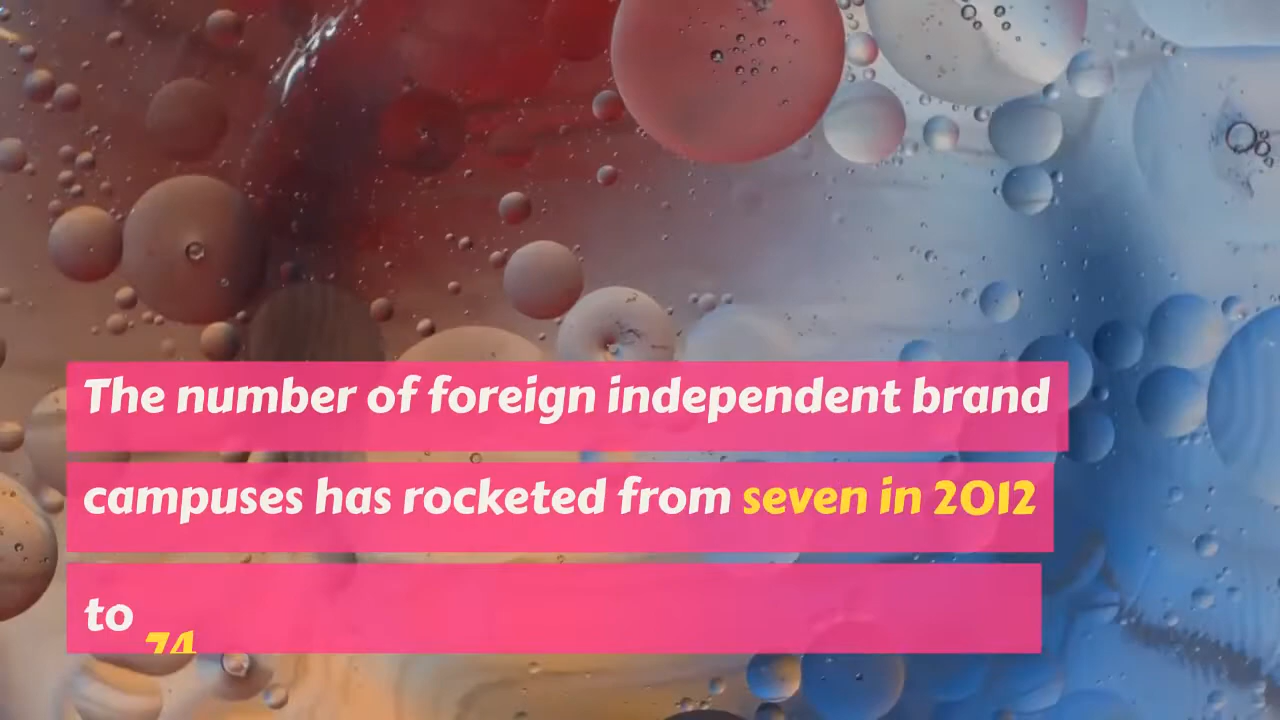 The number of foreign independent brand
campuses has rocketed from seven in 2012
to 74